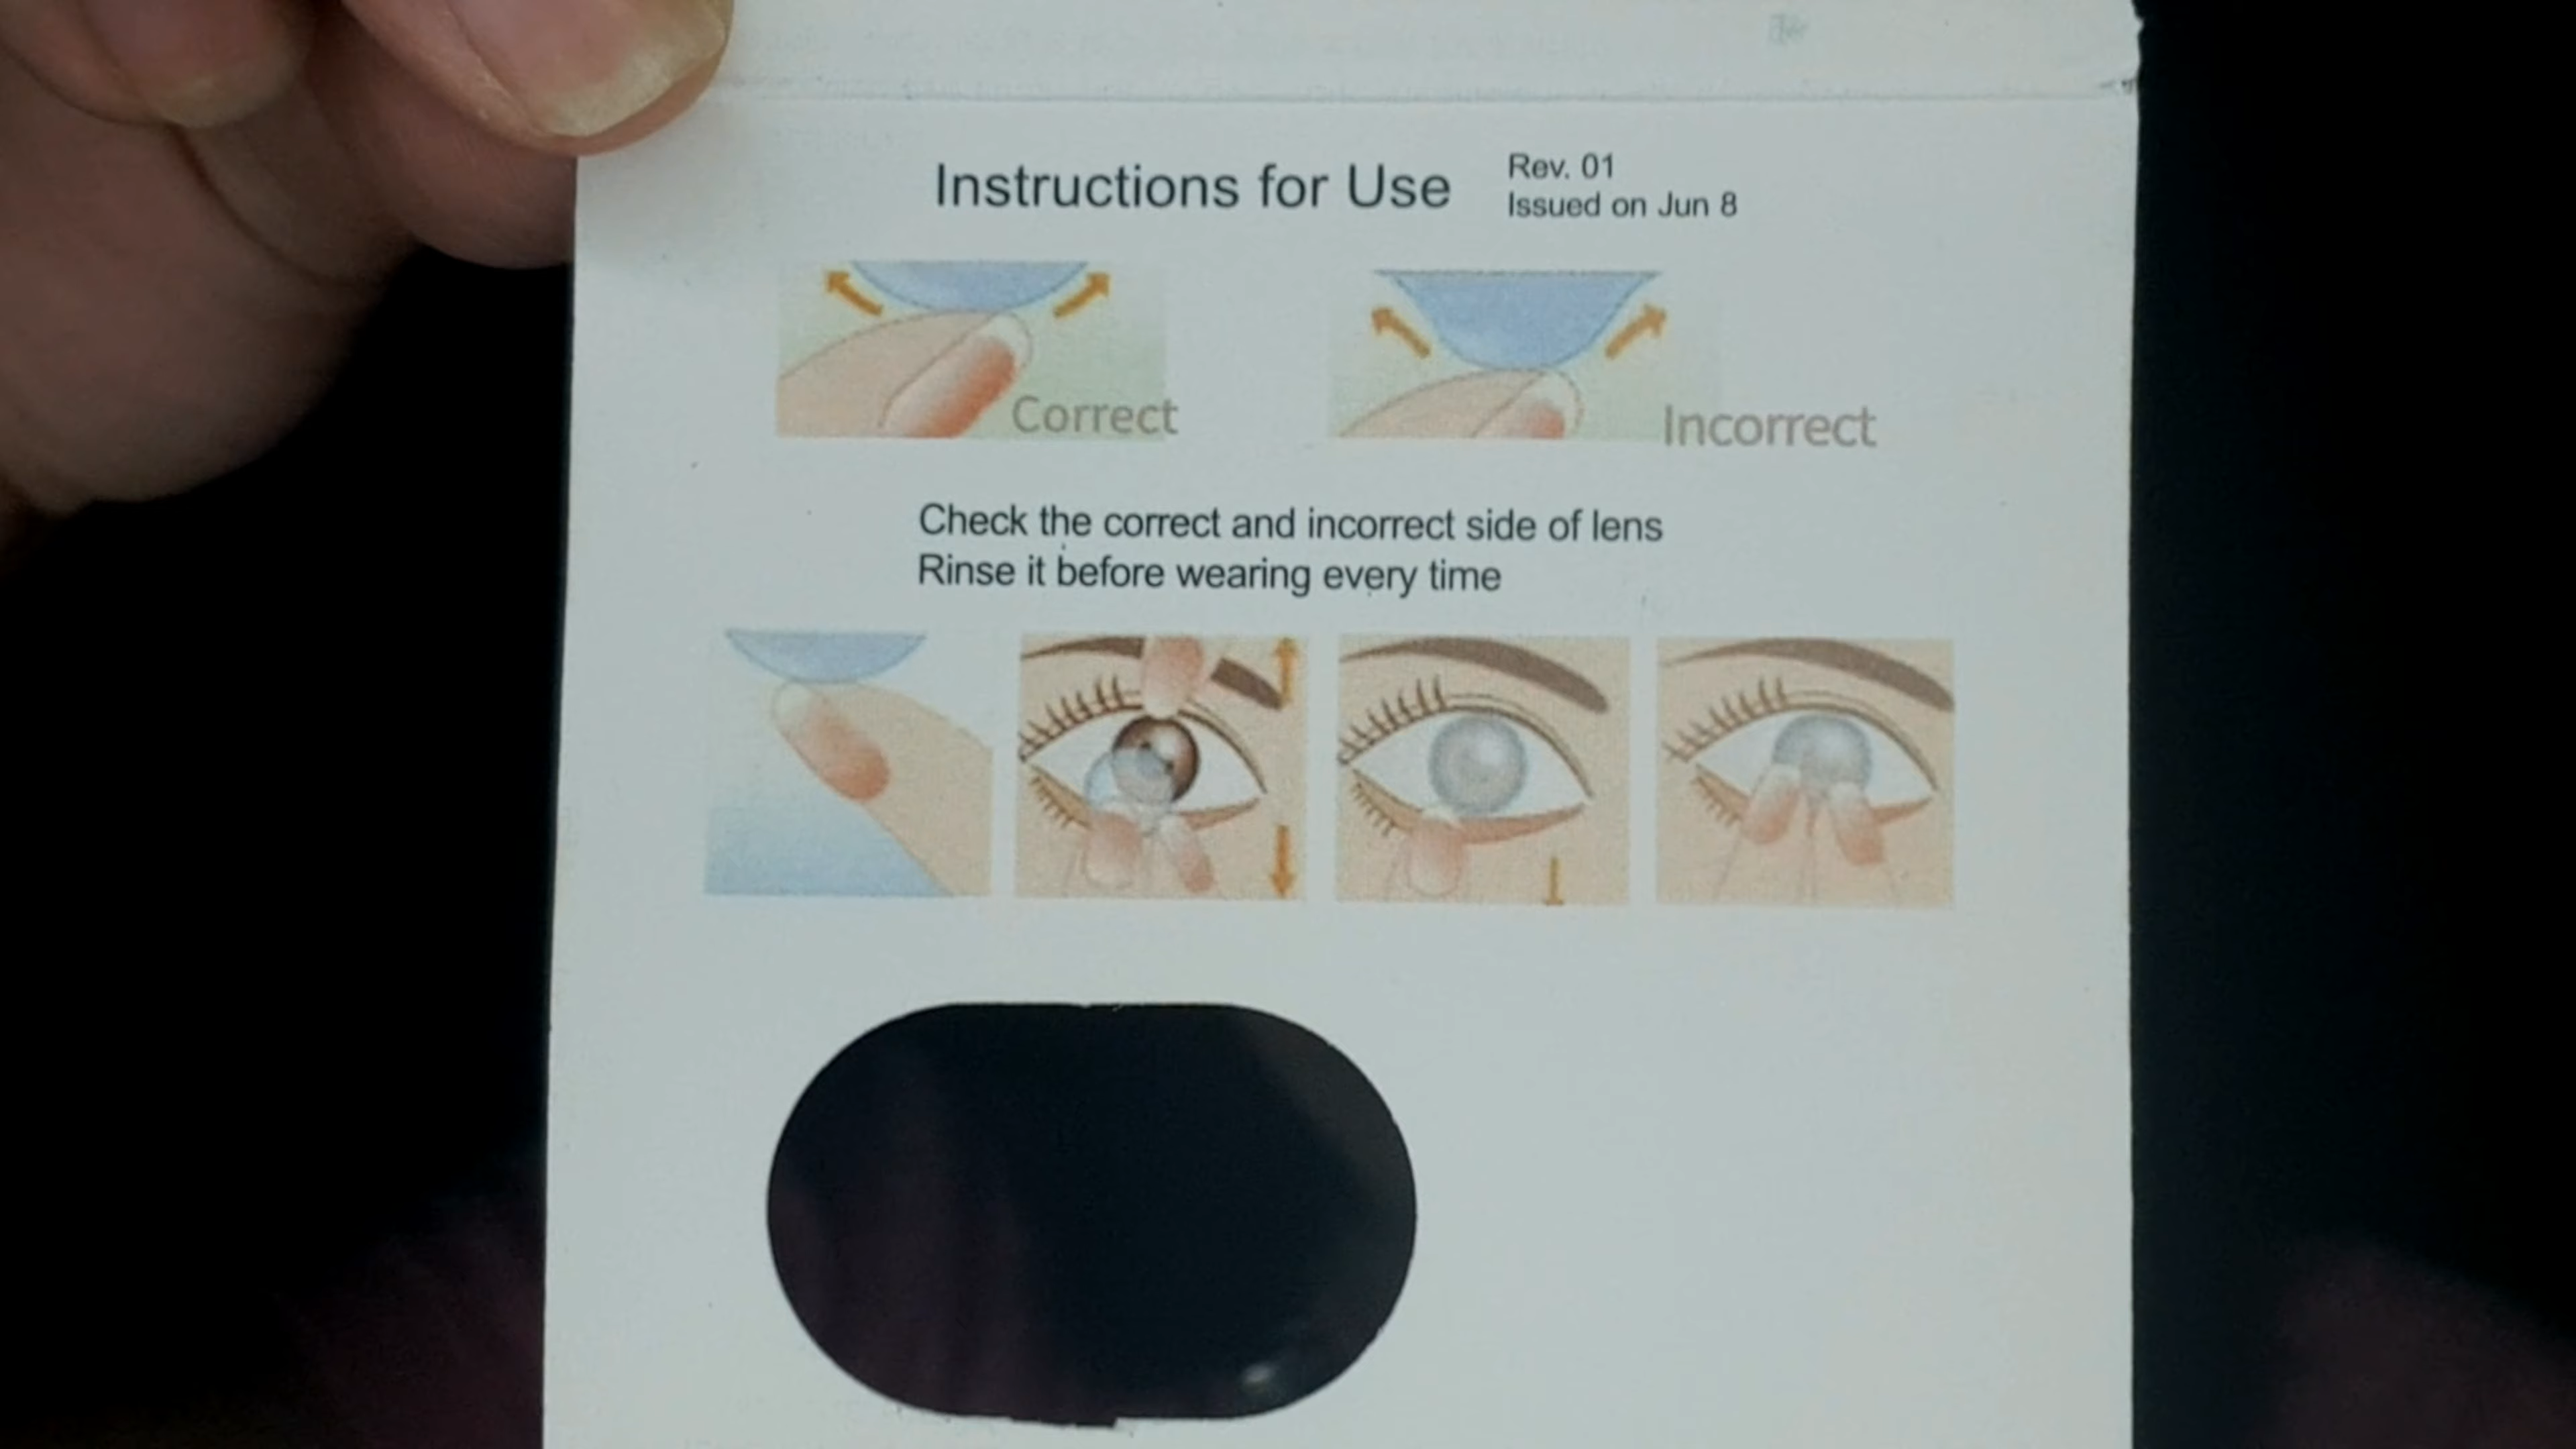 Instructions for Use
Rev. 01
Issued on Jun 8
Correct
Incorrect
Check the correct and incorrect side of lens
Rinse it before wearing every time